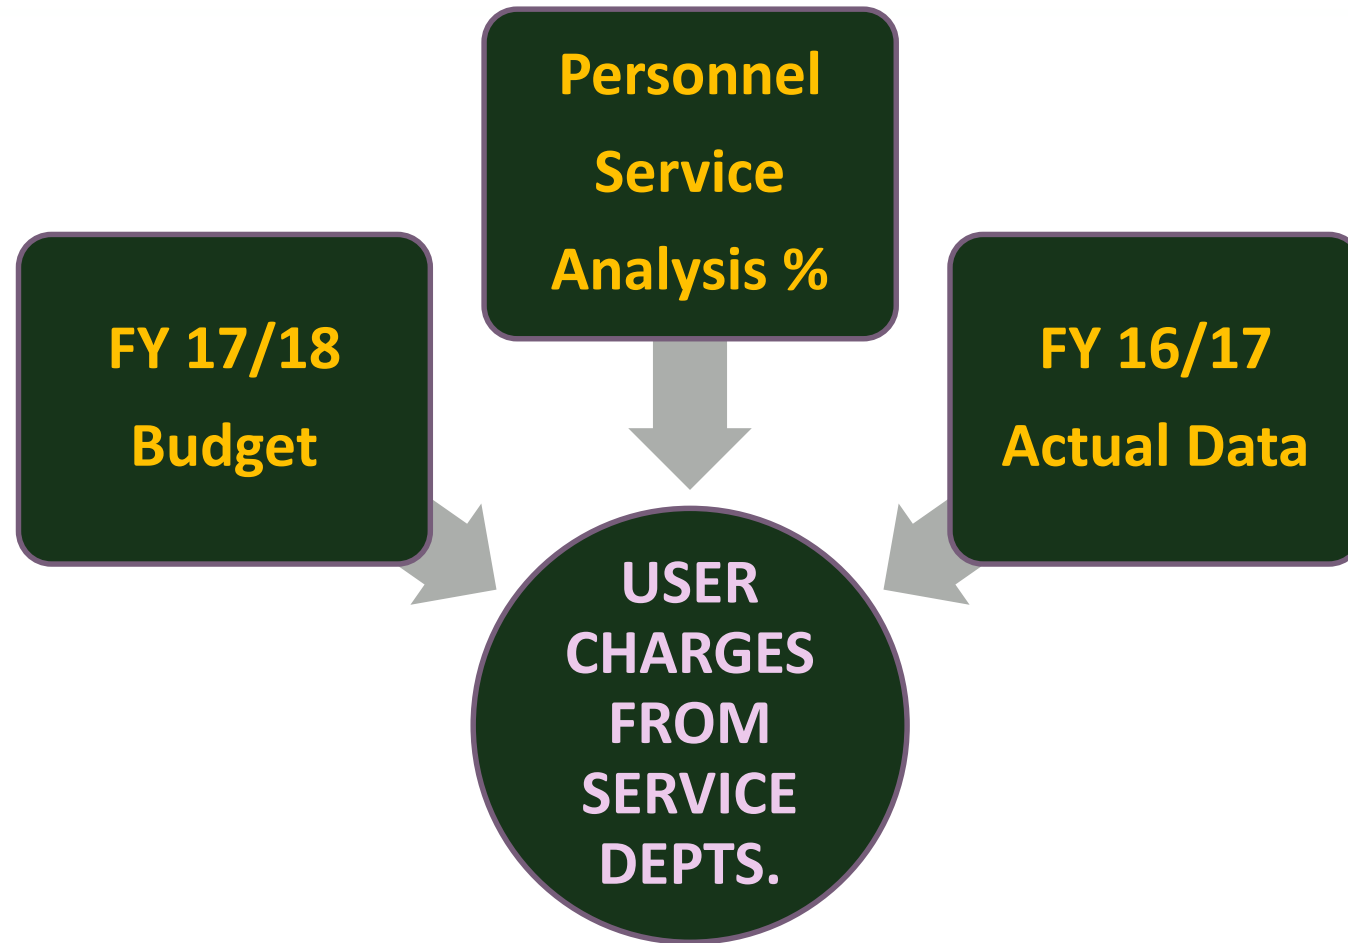 Personnel
Service
Analysis %
FY 17/18
Budget
FY 16/17
Actual Data
USER
CHARGES
FROM
SERVICE
DEPTS.